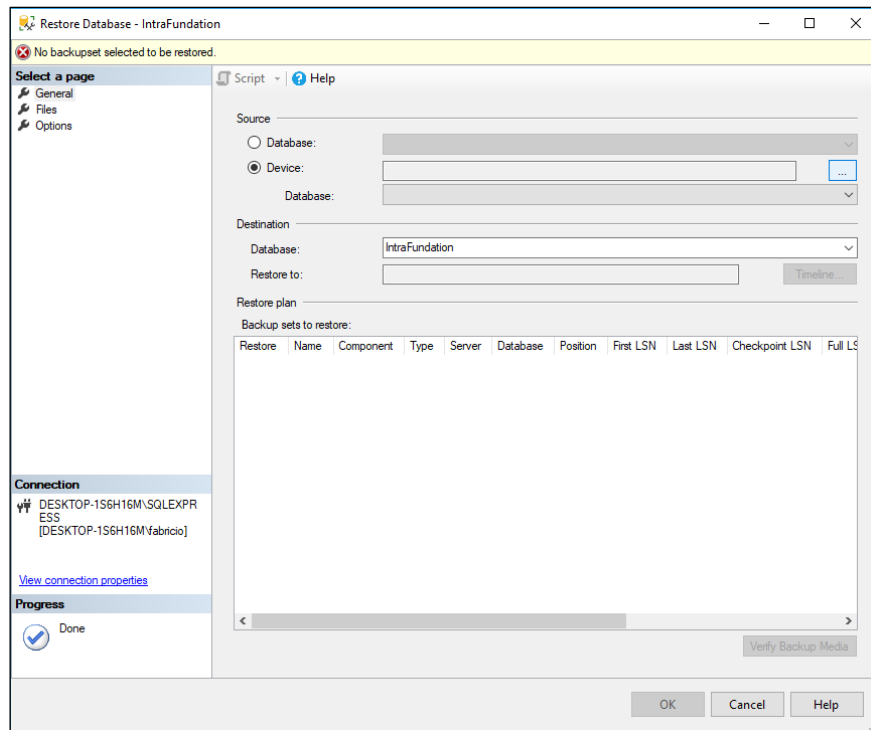 Restore Database - IntraFundation
No backupset selected to be restored.
Select a page
General
Files
Options
Script
Help
Source
Database:
Device:
...
Database:
Destination
Database:
IntraFundation
Restore to:
Timeline...
Restore plan
Backup sets to restore:
Restore Name Component Type Server Database Position First LSN Last LSN Checkpoint LSN Full LS
Connection
DESKTOP-1S6H16M\SQLEXPR
ESS
[DESKTOP-1S6H16M\fabricio]
View connection properties
Progress
Done
Verify Backup Media
OK Cancel Help